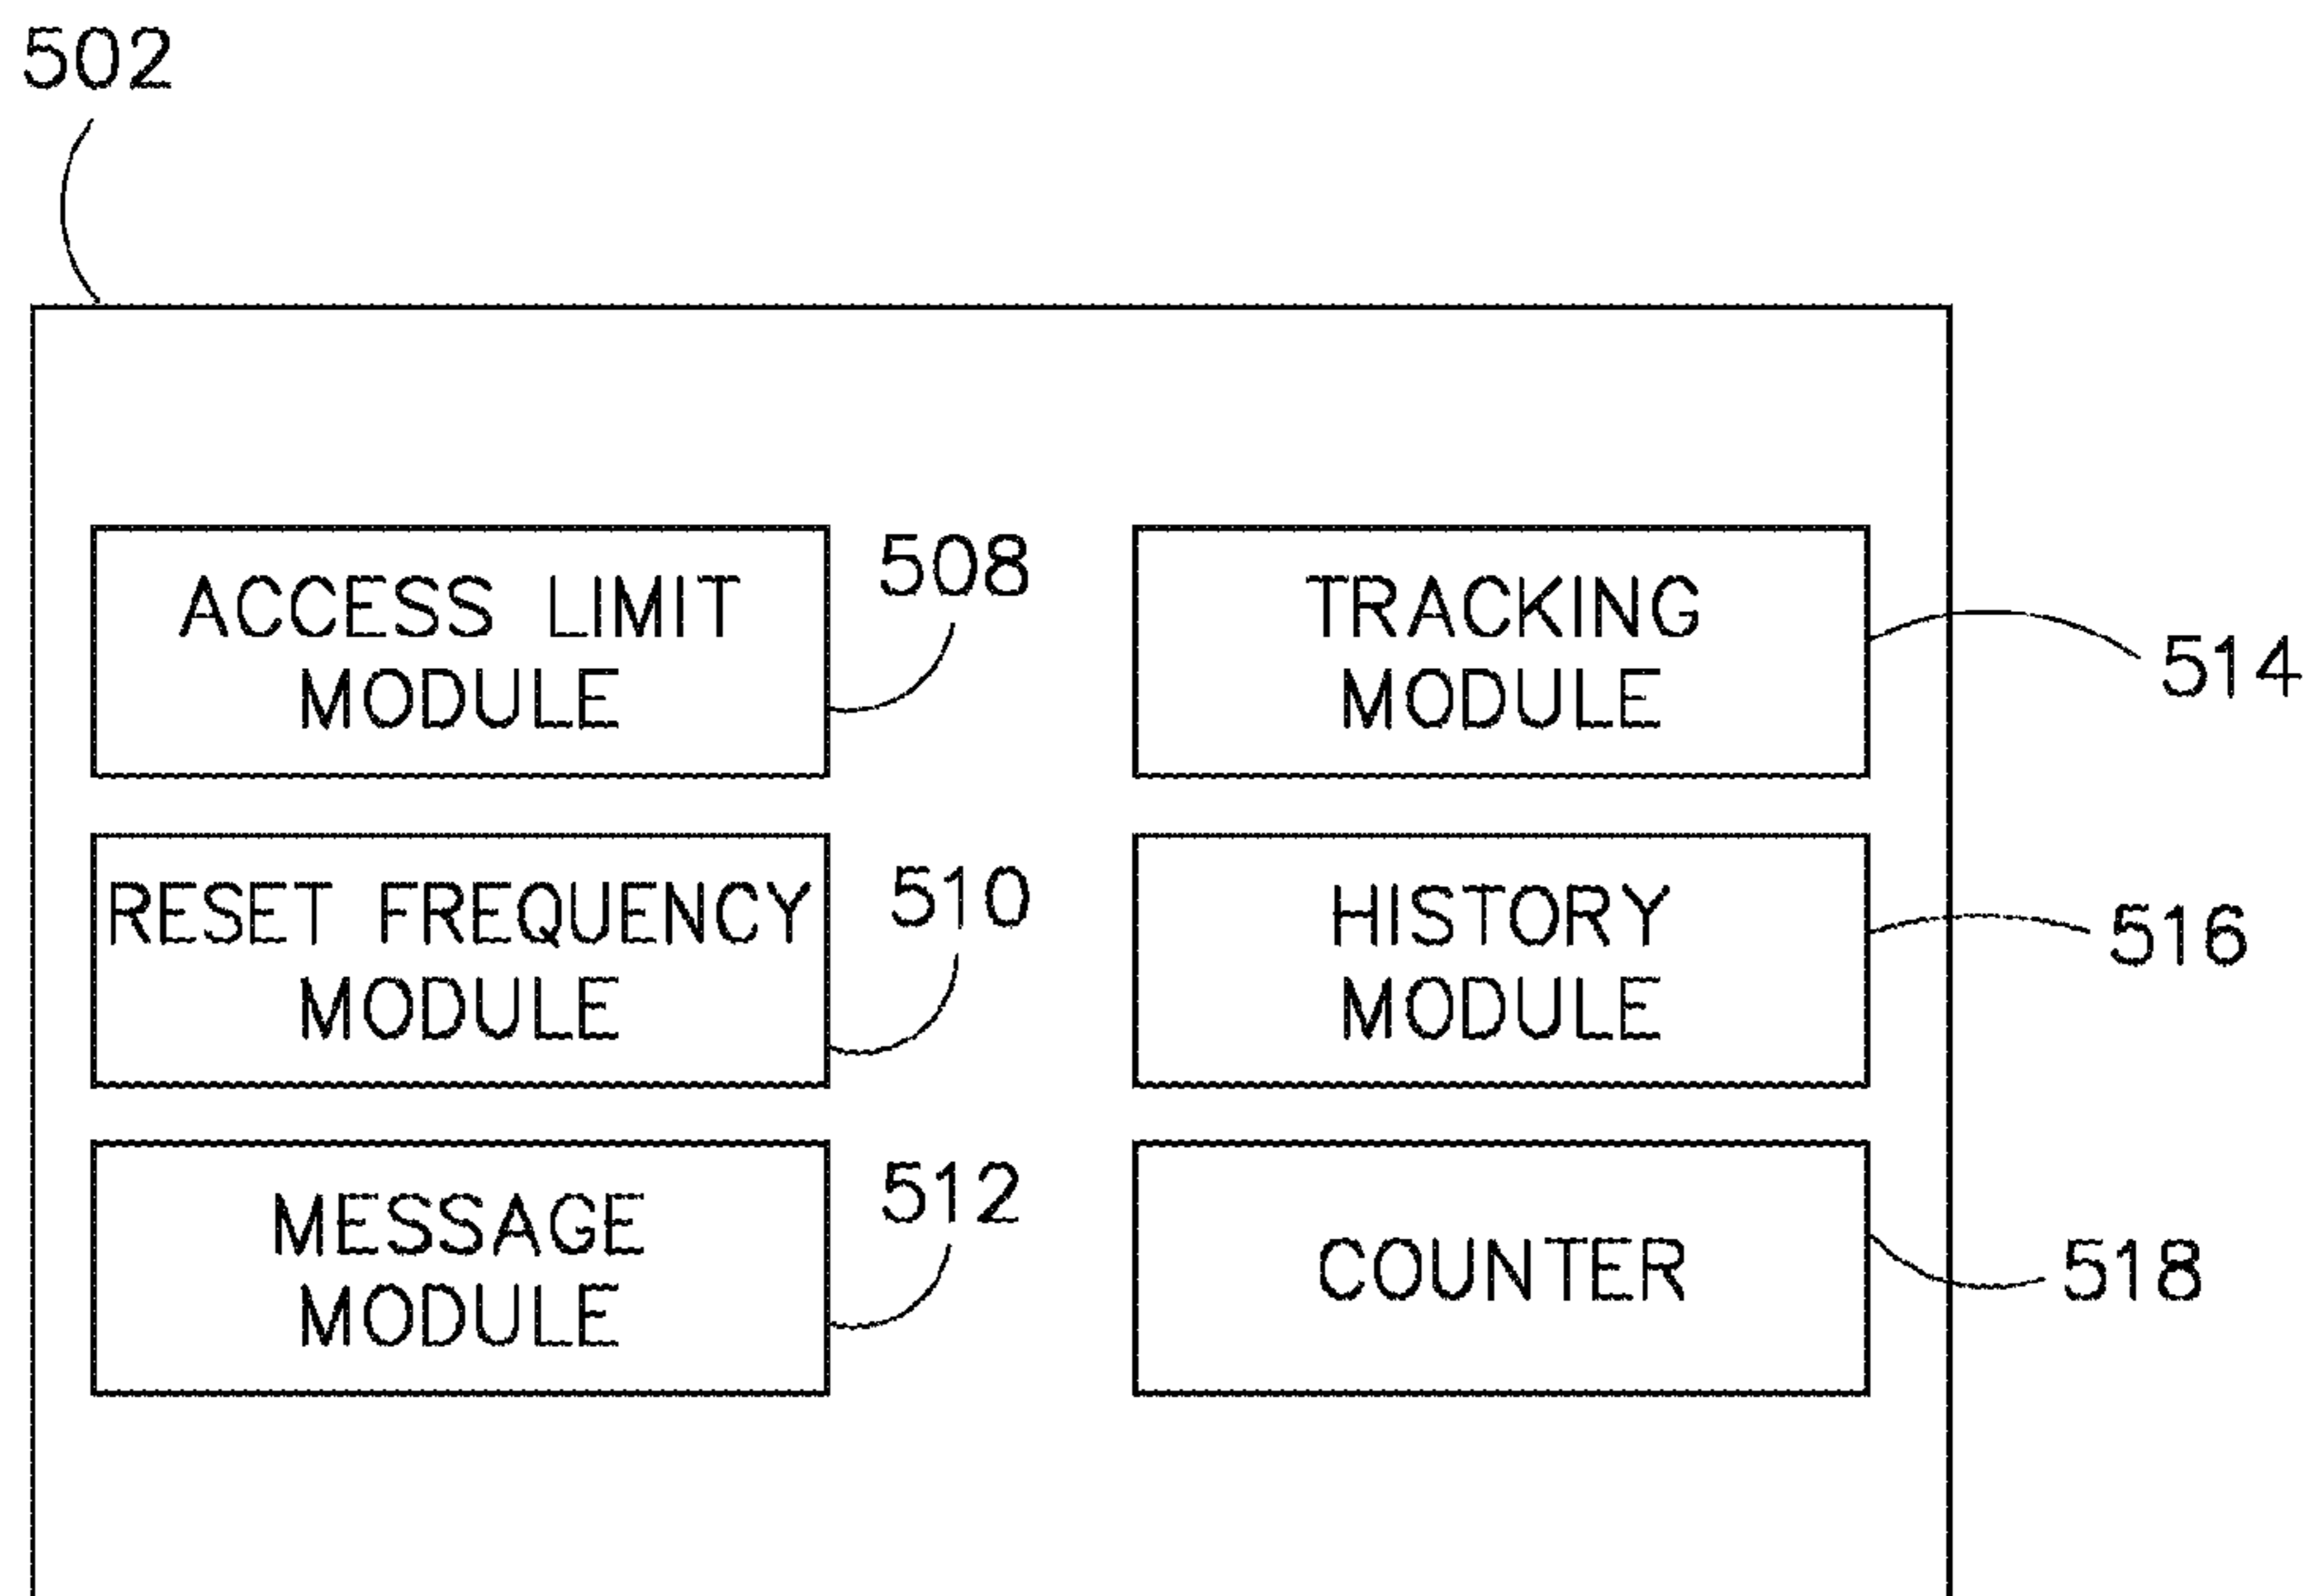 502
ACCESS LIMIT
MODULE
508
TRACKING
MODULE
514
RESET FREQUENCY
MODULE
510
HISTORY
MODULE
516
MESSAGE
MODULE
512
COUNTER
518